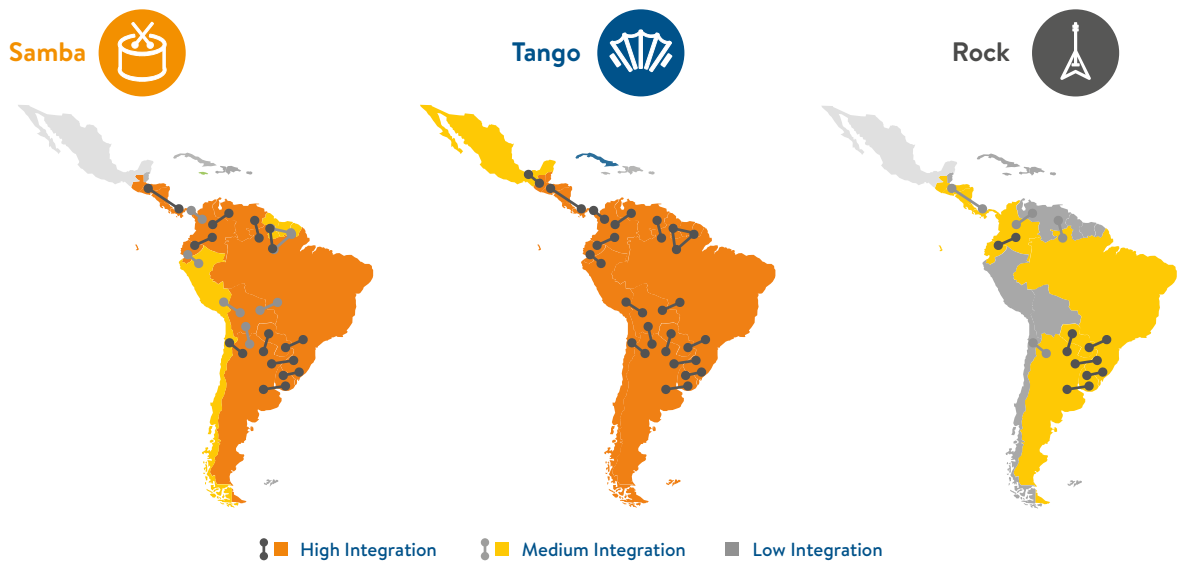 Samba
Tango
Rock
High Integration
Medium Integration
Low Integration